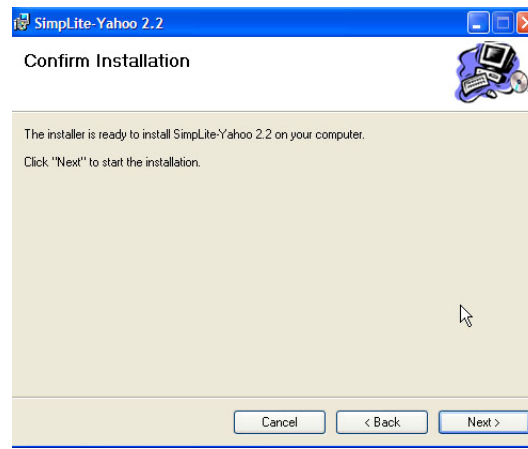 SimpLite-Yahoo 2.2
Confirm Installation
The installer is ready to install SimpLite-Yahoo 2.2 on your computer.
Click "Next" to start the installation.
Cancel
< Back
Next >